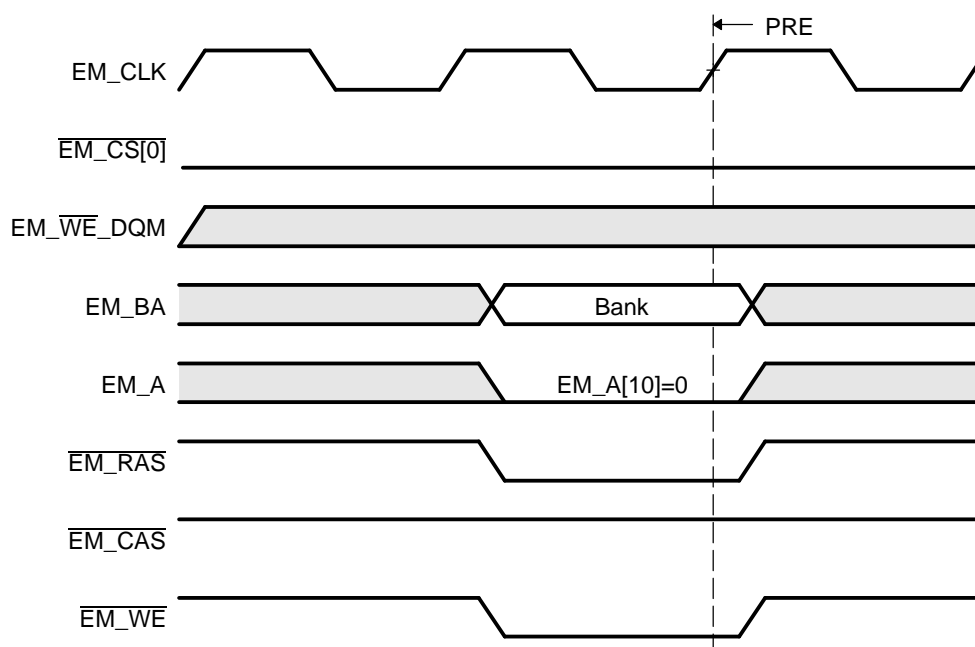 PRE
EM_CLK
EM_CS[0]
EM_WE_DQM
EM_BA
Bank
EM_A
EM_A[10]=0
EM_RAS
EM_CAS
EM_WE